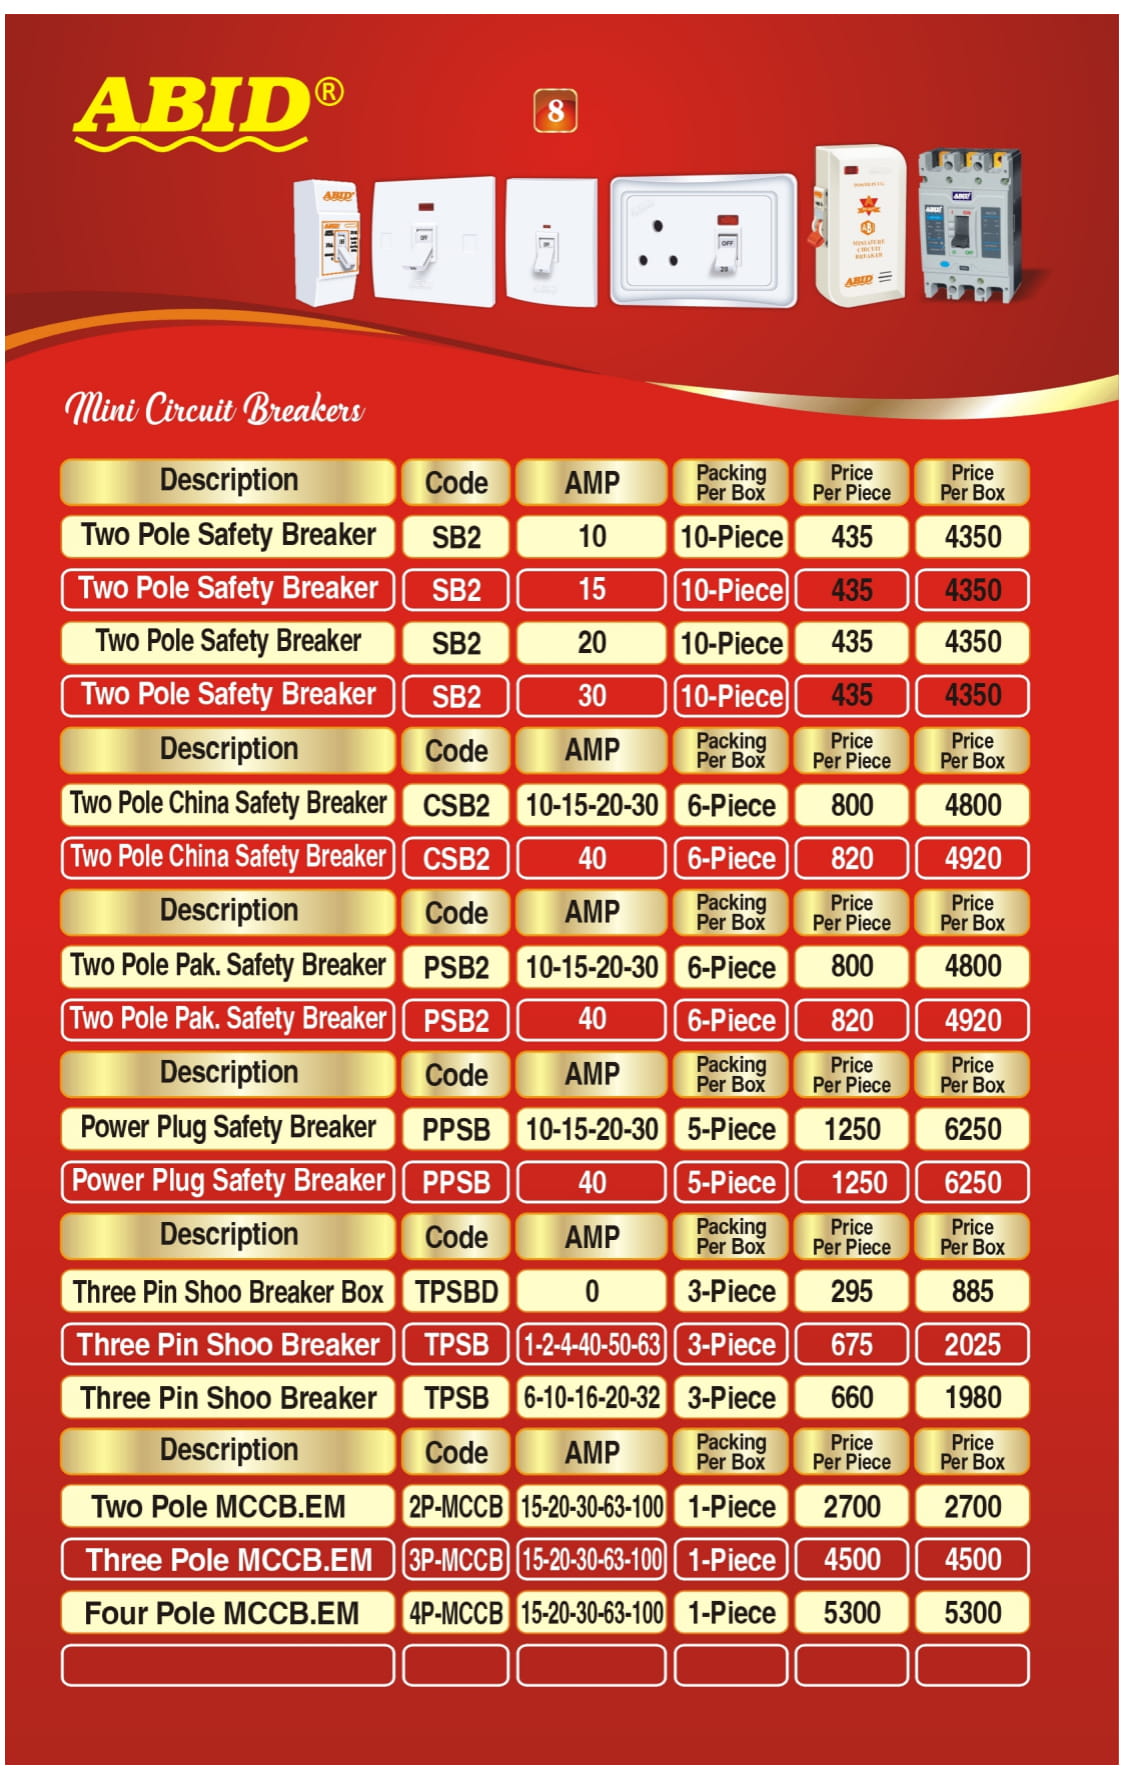 ABID®
8
Mini Circuit Breakers
Description Code AMP Packing Per Box Price Per Piece Price Per Box
Two Pole Safety Breaker SB2 10 10-Piece 435 4350
Two Pole Safety Breaker SB2 15 10-Piece 435 4350
Two Pole Safety Breaker SB2 20 10-Piece 435 4350
Two Pole Safety Breaker SB2 30 10-Piece 435 4350
Description Code AMP Packing Per Box Price Per Piece Price Per Box
Two Pole China Safety Breaker CSB2 10-15-20-30 6-Piece 800 4800
Two Pole China Safety Breaker CSB2 40 6-Piece 820 4920
Description Code AMP Packing Per Box Price Per Piece Price Per Box
Two Pole Pak. Safety Breaker PSB2 10-15-20-30 6-Piece 800 4800
Two Pole Pak. Safety Breaker PSB2 40 6-Piece 820 4920
Description Code AMP Packing Per Box Price Per Piece Price Per Box
Power Plug Safety Breaker PPSB 10-15-20-30 5-Piece 1250 6250
Power Plug Safety Breaker PPSB 40 5-Piece 1250 6250
Description Code AMP Packing Per Box Price Per Piece Price Per Box
Three Pin Shoo Breaker Box TPSBD 0 3-Piece 295 885
Three Pin Shoo Breaker TPSB 1-2-4-40-50-63 3-Piece 675 2025
Three Pin Shoo Breaker TPSB 6-10-16-20-32 3-Piece 660 1980
Description Code AMP Packing Per Box Price Per Piece Price Per Box
Two Pole MCCB.EM 2P-MCCB 15-20-30-63-100 1-Piece 2700 2700
Three Pole MCCB.EM 3P-MCCB 15-20-30-63-100 1-Piece 4500 4500
Four Pole MCCB.EM 4P-MCCB 15-20-30-63-100 1-Piece 5300 5300
ABID
OFF
OFF
20
MINIATURE
CIRCUIT
BREAKER
ABID